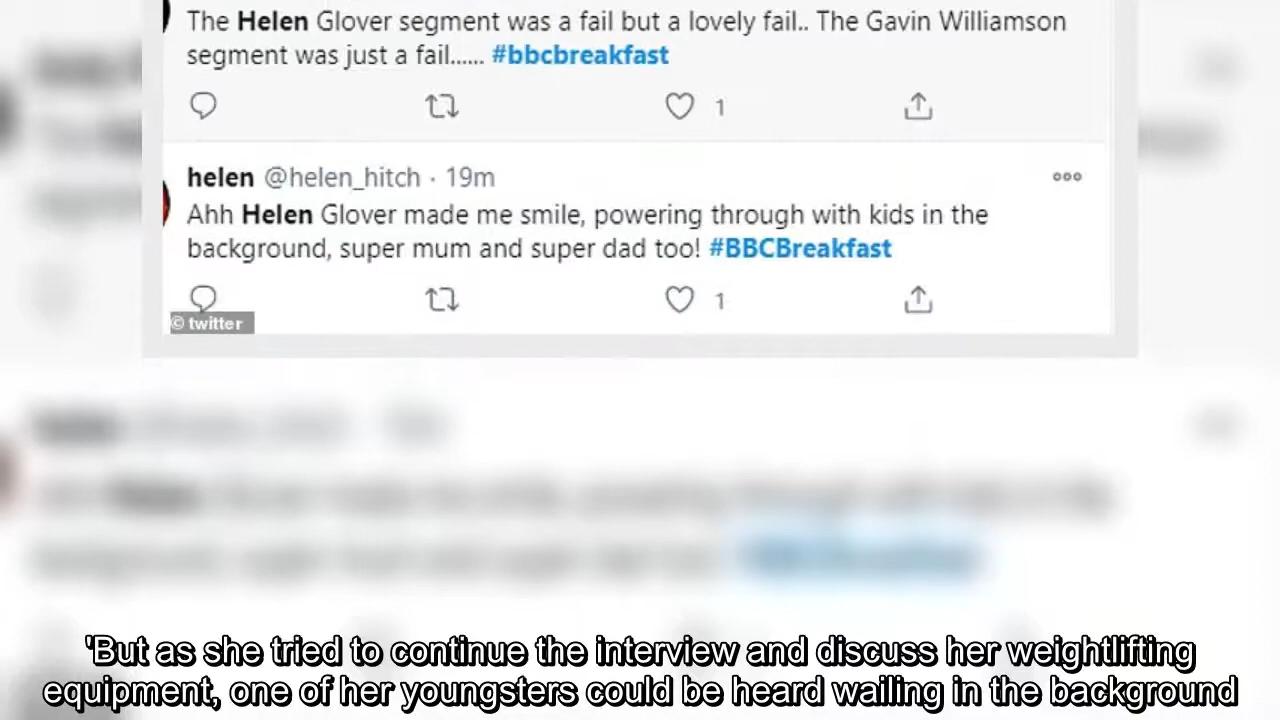 The Helen Glover segment was a fail but a lovely fail.. The Gavin Williamson
segment was just a fail...... #bbcbreakfast
1
helen @helen_hitch · 19m
Ahh Helen Glover made me smile, powering through with kids in the
background, super mum and super dad too! #BBCBreakfast
1
© twitter
'But as she tried to continue the interview and discuss her weightlifting
equipment, one of her youngsters could be heard wailing in the background